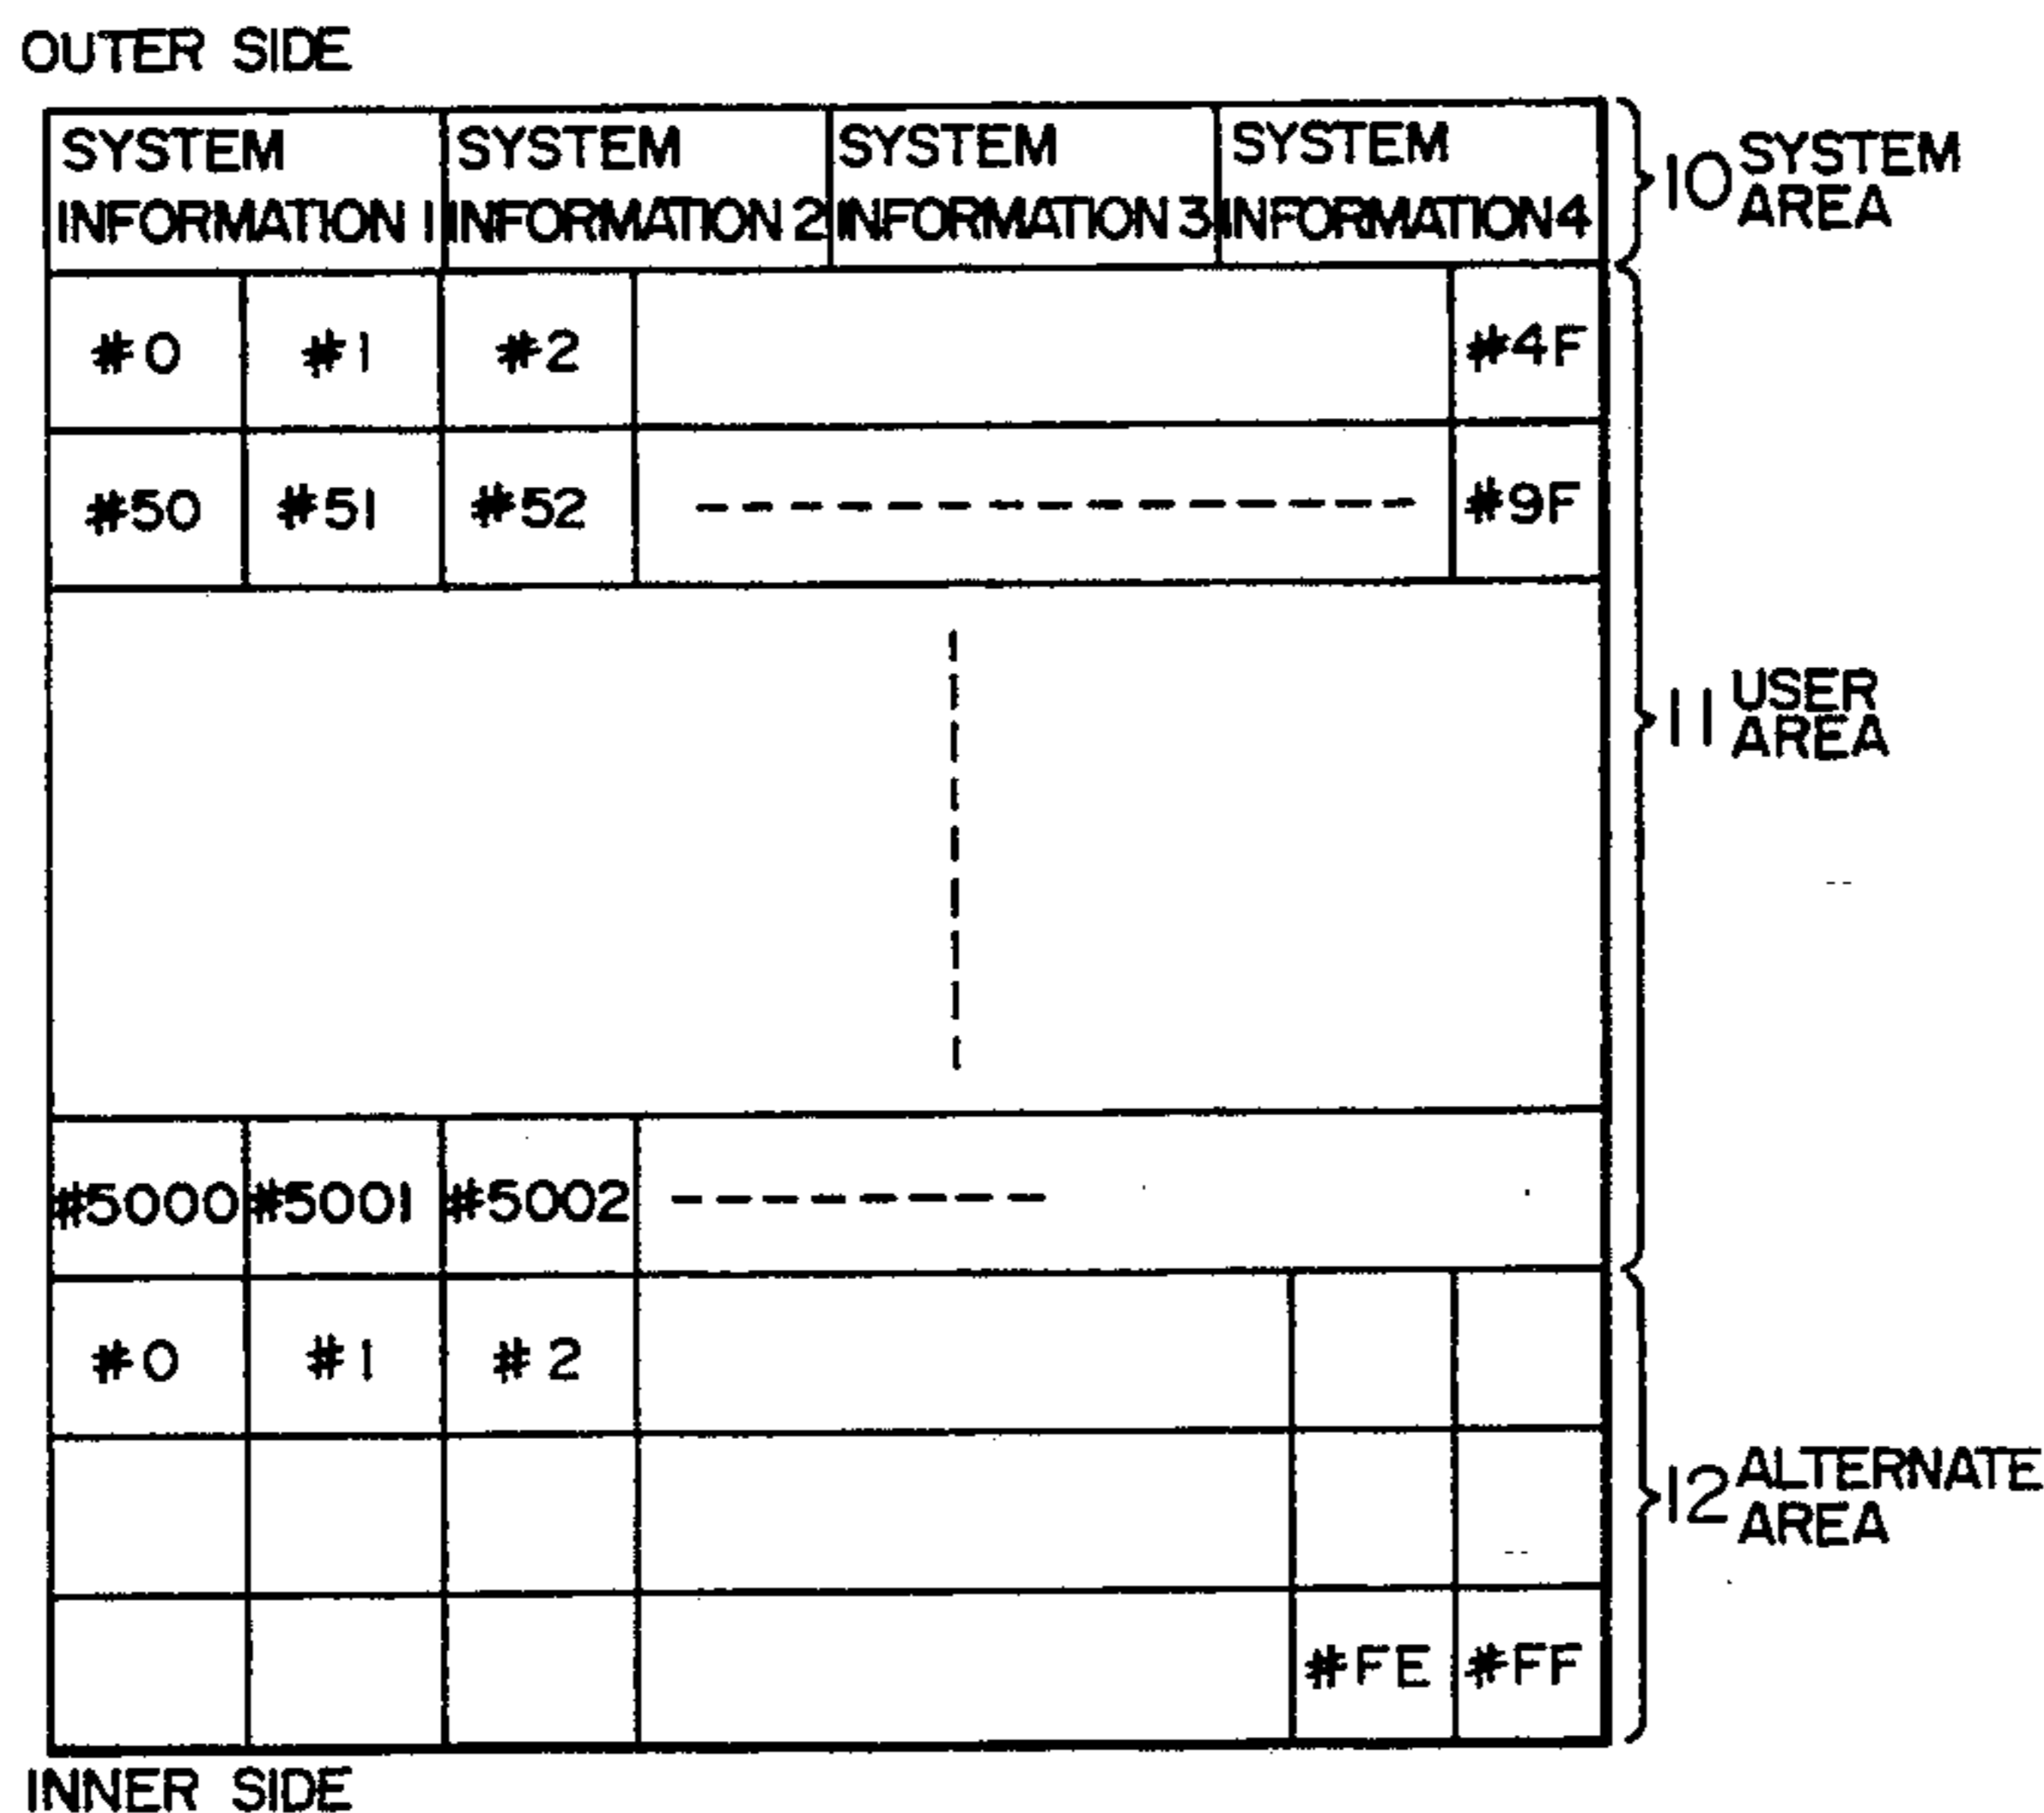 OUTER SIDE
SYSTEM INFORMATION 1
SYSTEM INFORMATION 2
SYSTEM INFORMATION 3
SYSTEM INFORMATION 4
10 SYSTEM AREA
#0 #1 #2 #4F
#50 #51 #52 #9F
11 USER AREA
#5000 #5001 #5002
#0 #1 #2
12 ALTERNATE AREA
#FE #FF
INNER SIDE